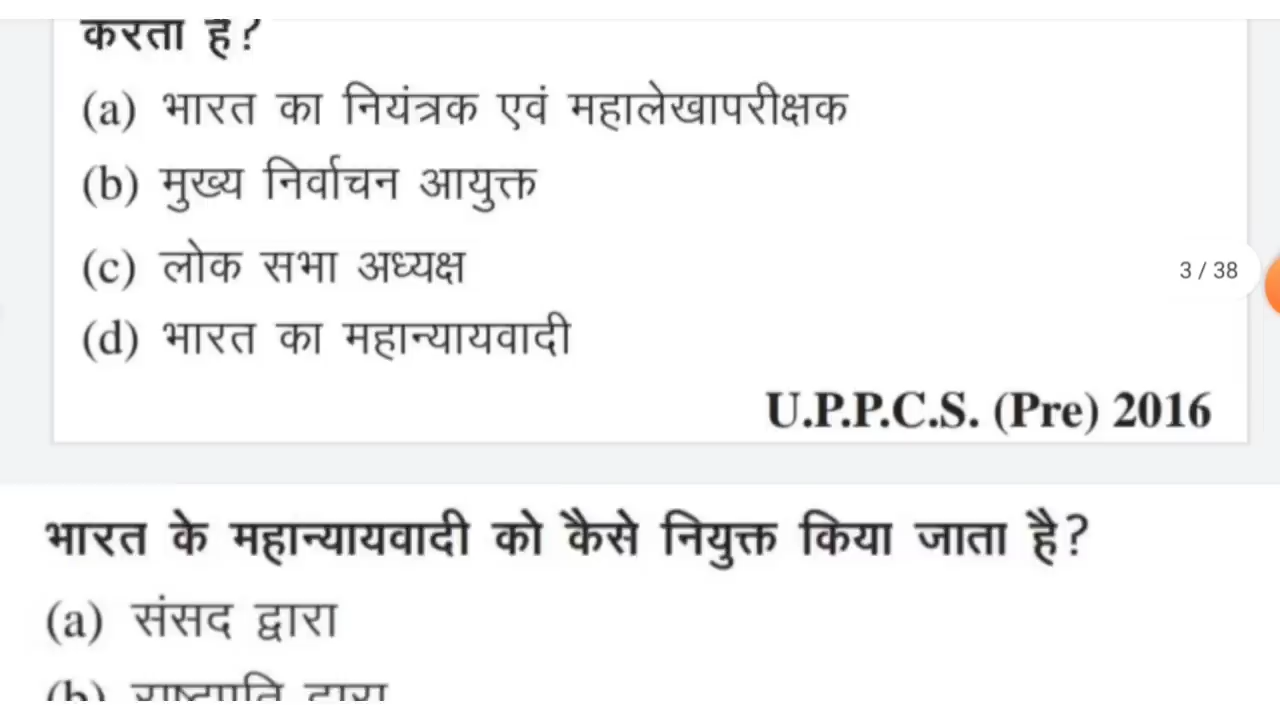 करता है?
(a) भारत का नियंत्रक एवं महालेखापरीक्षक
(b) मुख्य निर्वाचन आयुक्त
(c) लोक सभा अध्यक्ष
3 / 38
(d) भारत का महान्यायवादी
U.P.P.C.S. (Pre) 2016
भारत के महान्यायवादी को कैसे नियुक्त किया जाता है?
(a) संसद द्वारा
(b) राष्ट्रपति द्वारा